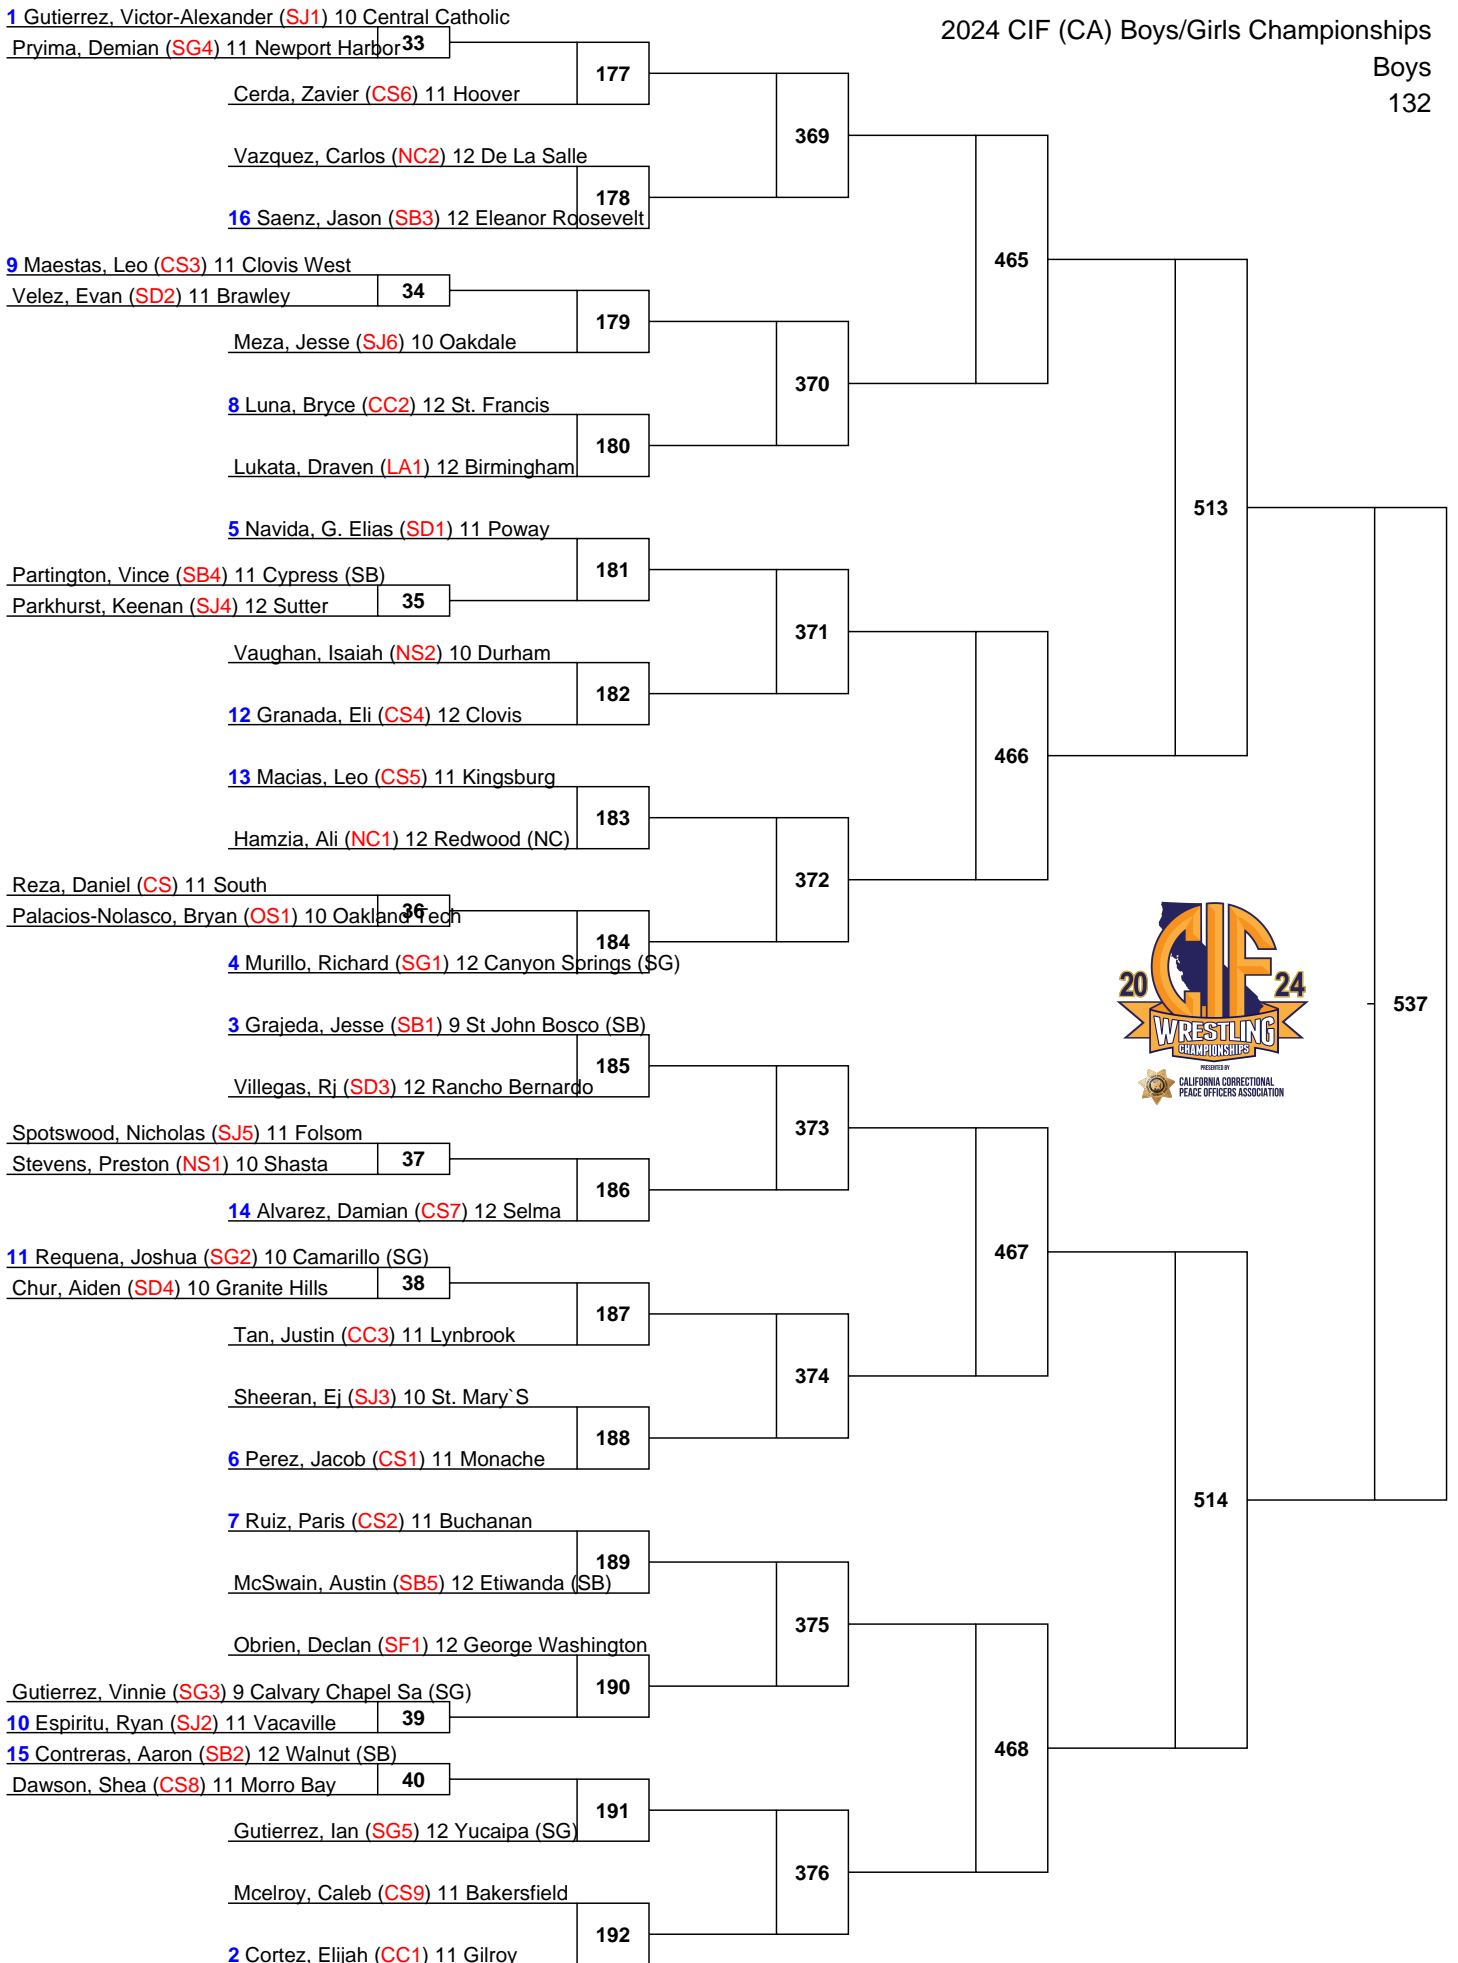 1 Gutierrez, Victor-Alexander (SJ1) 10 Central Catholic
2024 CIF (CA) Boys/Girls Championships
Pryima, Demian (SG4) 11 Newport Harbor 33
Boys
177
Cerda, Zavier (CS6) 11 Hoover
132
369
Vazquez, Carlos (NC2) 12 De La Salle
178
16 Saenz, Jason (SB3) 12 Eleanor Roosevelt
465
9 Maestas, Leo (CS3) 11 Clovis West
Velez, Evan (SD2) 11 Brawley 34
179
Meza, Jesse (SJ6) 10 Oakdale
370
8 Luna, Bryce (CC2) 12 St. Francis
180
Lukata, Draven (LA1) 12 Birmingham
513
5 Navida, G. Elias (SD1) 11 Poway
181
Partington, Vince (SB4) 11 Cypress (SB)
Parkhurst, Keenan (SJ4) 12 Sutter 35
371
Vaughan, Isaiah (NS2) 10 Durham
182
12 Granada, Eli (CS4) 12 Clovis
466
13 Macias, Leo (CS5) 11 Kingsburg
183
Hamzia, Ali (NC1) 12 Redwood (NC)
372
Reza, Daniel (CS) 11 South
Palacios-Nolasco, Bryan (OS1) 10 Oakland Tech 36
184
4 Murillo, Richard (SG1) 12 Canyon Springs (SG)
CIF
20 24
WRESTLING
CHAMPIONSHIPS
PRESENTED BY
CALIFORNIA CORRECTIONAL
PEACE OFFICERS ASSOCIATION
537
3 Grajeda, Jesse (SB1) 9 St John Bosco (SB)
185
Villegas, Rj (SD3) 12 Rancho Bernardo
373
Spotswood, Nicholas (SJ5) 11 Folsom
Stevens, Preston (NS1) 10 Shasta 37
186
14 Alvarez, Damian (CS7) 12 Selma
467
11 Requena, Joshua (SG2) 10 Camarillo (SG)
Chur, Aiden (SD4) 10 Granite Hills 38
187
Tan, Justin (CC3) 11 Lynbrook
374
Sheeran, Ej (SJ3) 10 St. Mary`S
188
6 Perez, Jacob (CS1) 11 Monache
514
7 Ruiz, Paris (CS2) 11 Buchanan
189
McSwain, Austin (SB5) 12 Etiwanda (SB)
375
Obrien, Declan (SF1) 12 George Washington
190
Gutierrez, Vinnie (SG3) 9 Calvary Chapel Sa (SG)
10 Espiritu, Ryan (SJ2) 11 Vacaville 39
468
15 Contreras, Aaron (SB2) 12 Walnut (SB)
Dawson, Shea (CS8) 11 Morro Bay 40
191
Gutierrez, Ian (SG5) 12 Yucaipa (SG)
376
Mcelroy, Caleb (CS9) 11 Bakersfield
192
2 Cortez, Elijah (CC1) 11 Gilroy